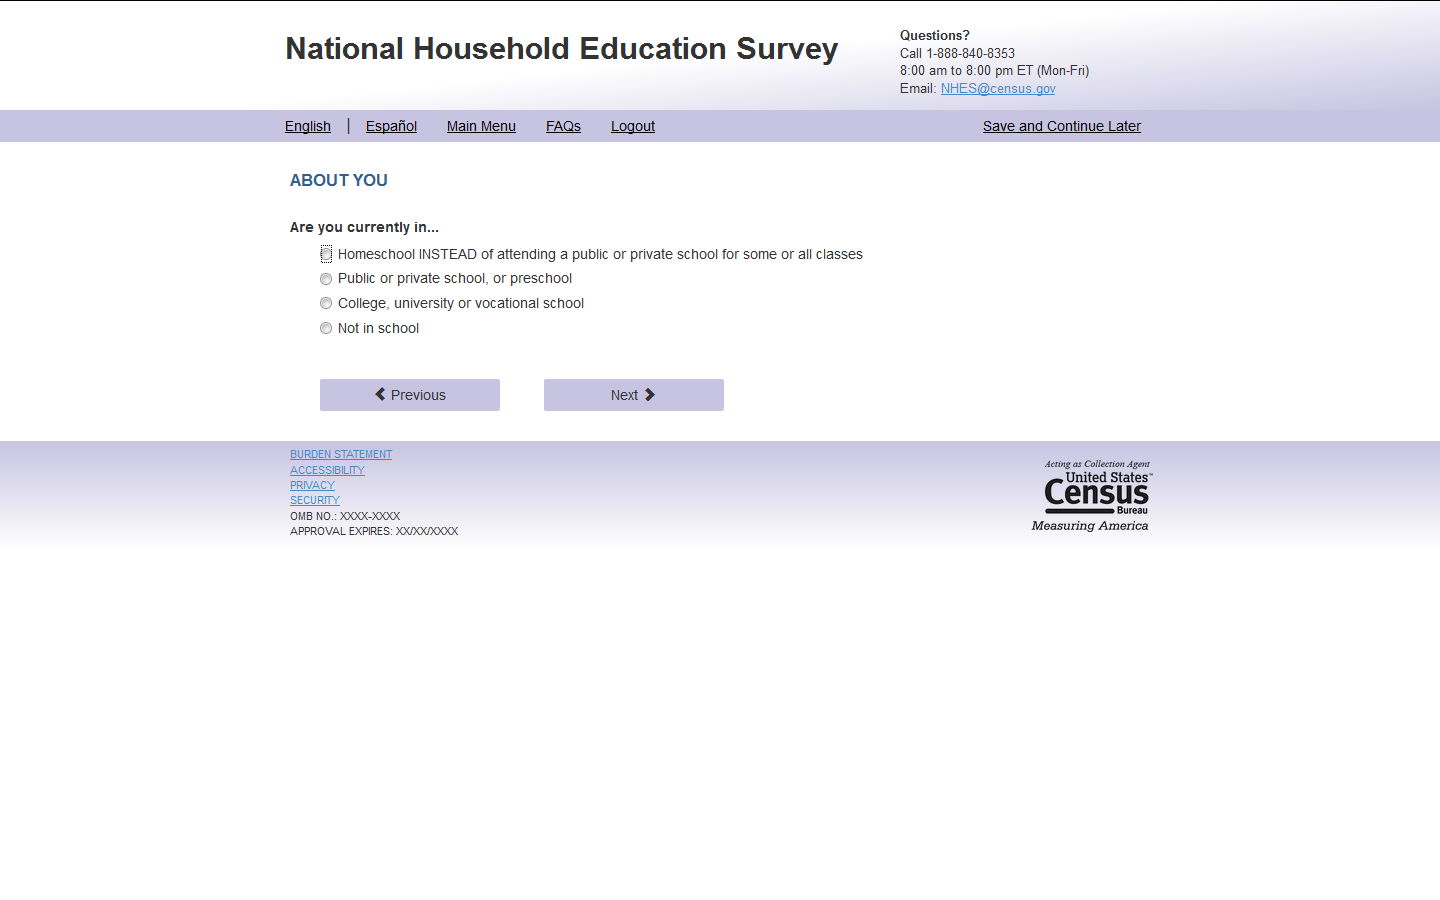 National Household Education Survey
Questions?
Call 1-888-840-8353
8:00 am to 8:00 pm ET (Mon-Fri)
Email: NHES@census.gov
English | Español Main Menu FAQs Logout Save and Continue Later
ABOUT YOU
Are you currently in...
Homeschool INSTEAD of attending a public or private school for some or all classes
Public or private school, or preschool
College, university or vocational school
Not in school
Previous Next
BURDEN STATEMENT
ACCESSIBILITY
PRIVACY
SECURITY
OMB NO.: XXXX-XXXX
APPROVAL EXPIRES: XX/XX/XXXX
Acting as Collection Agent
United States™
Census
Bureau
Measuring America